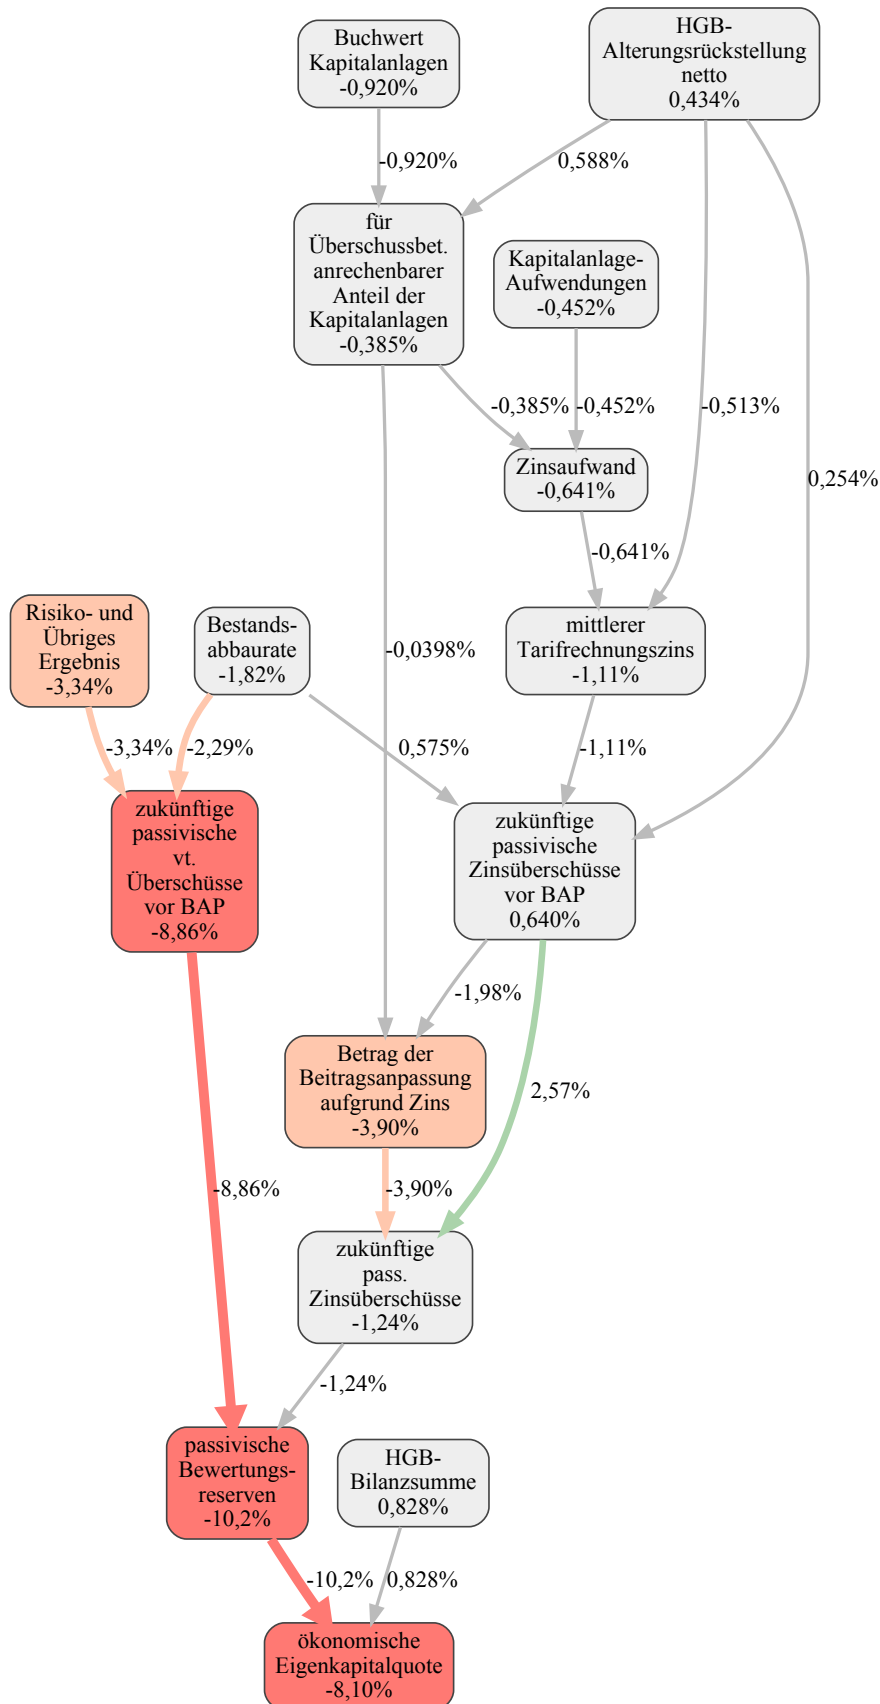 Buchwert
Kapitalanlagen
-0,920%
HGB-
Alterungsrückstellung
netto
0,434%
-0,920%
0,588%
für
Überschussbet.
anrechenbarer
Anteil der
Kapitalanlagen
-0,385%
Kapitalanlage-
Aufwendungen
-0,452%
-0,385%
-0,452%
-0,513%
0,254%
Zinsaufwand
-0,641%
-0,641%
Risiko- und
Übriges
Ergebnis
-3,34%
Bestands-
abbaurate
-1,82%
-0,0398%
mittlerer
Tarifrechnungszins
-1,11%
-3,34%
-2,29%
0,575%
-1,11%
zukünftige
passivische
vt.
Überschüsse
vor BAP
-8,86%
zukünftige
passivische
Zinsüberschüsse
vor BAP
0,640%
-1,98%
Betrag der
Beitragsanpassung
aufgrund Zins
-3,90%
2,57%
-8,86%
-3,90%
zukünftige
pass.
Zinsüberschüsse
-1,24%
-1,24%
passivische
Bewertungs-
reserven
-10,2%
HGB-
Bilanzsumme
0,828%
-10,2%
0,828%
ökonomische
Eigenkapitalquote
-8,10%